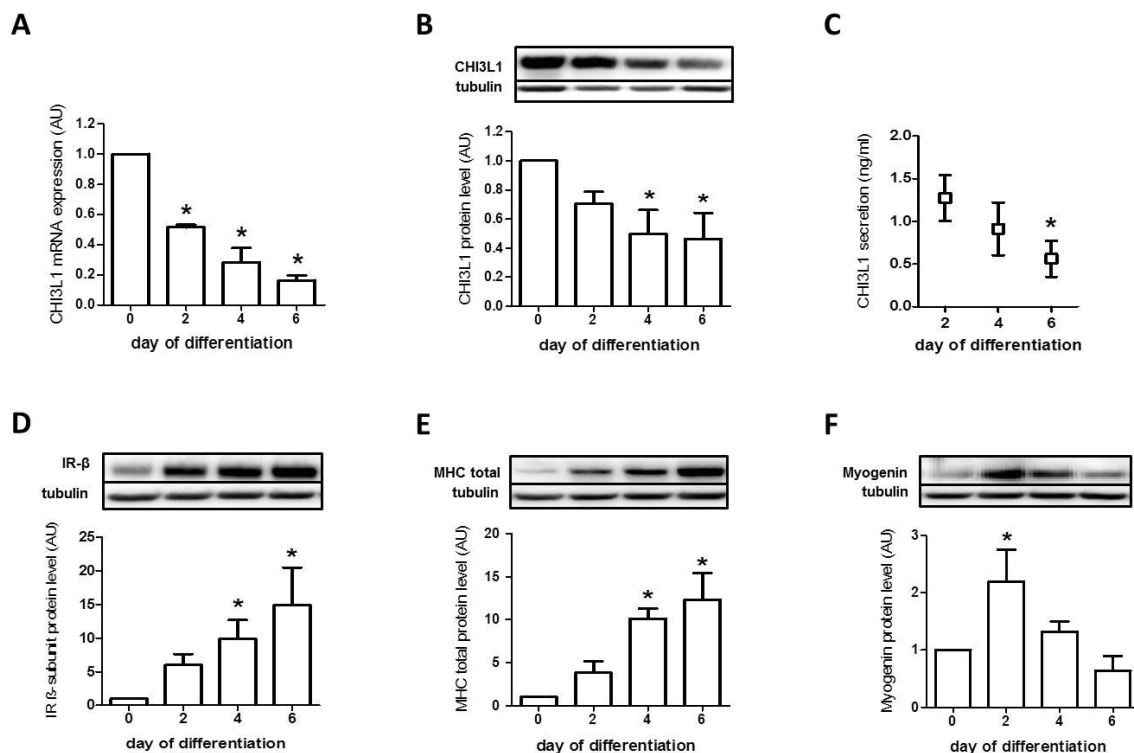 A
CHI3L1 mRNA expression (AU)
1.2
1.0
0.8
0.6
0.4
0.2
0.0
*
*
*
0 2 4 6
day of differentiation
B
CHI3L1
tubulin
CHI3L1 protein level (AU)
1.2
1.0
0.8
0.6
0.4
0.2
0.0
*
*
0 2 4 6
day of differentiation
C
CHI3L1 secretion (ng/ml)
2.0
1.5
1.0
0.5
0.0
*
2 4 6
day of differentiation
D
IR-β
tubulin
IR ß-subunit protein level (AU)
25
20
15
10
5
0
*
*
0 2 4 6
day of differentiation
E
MHC total
tubulin
MHC total protein level (AU)
20
15
10
5
0
*
*
0 2 4 6
day of differentiation
F
Myogenin
tubulin
Myogenin protein level (AU)
3
2
1
0
*
0 2 4 6
day of differentiation